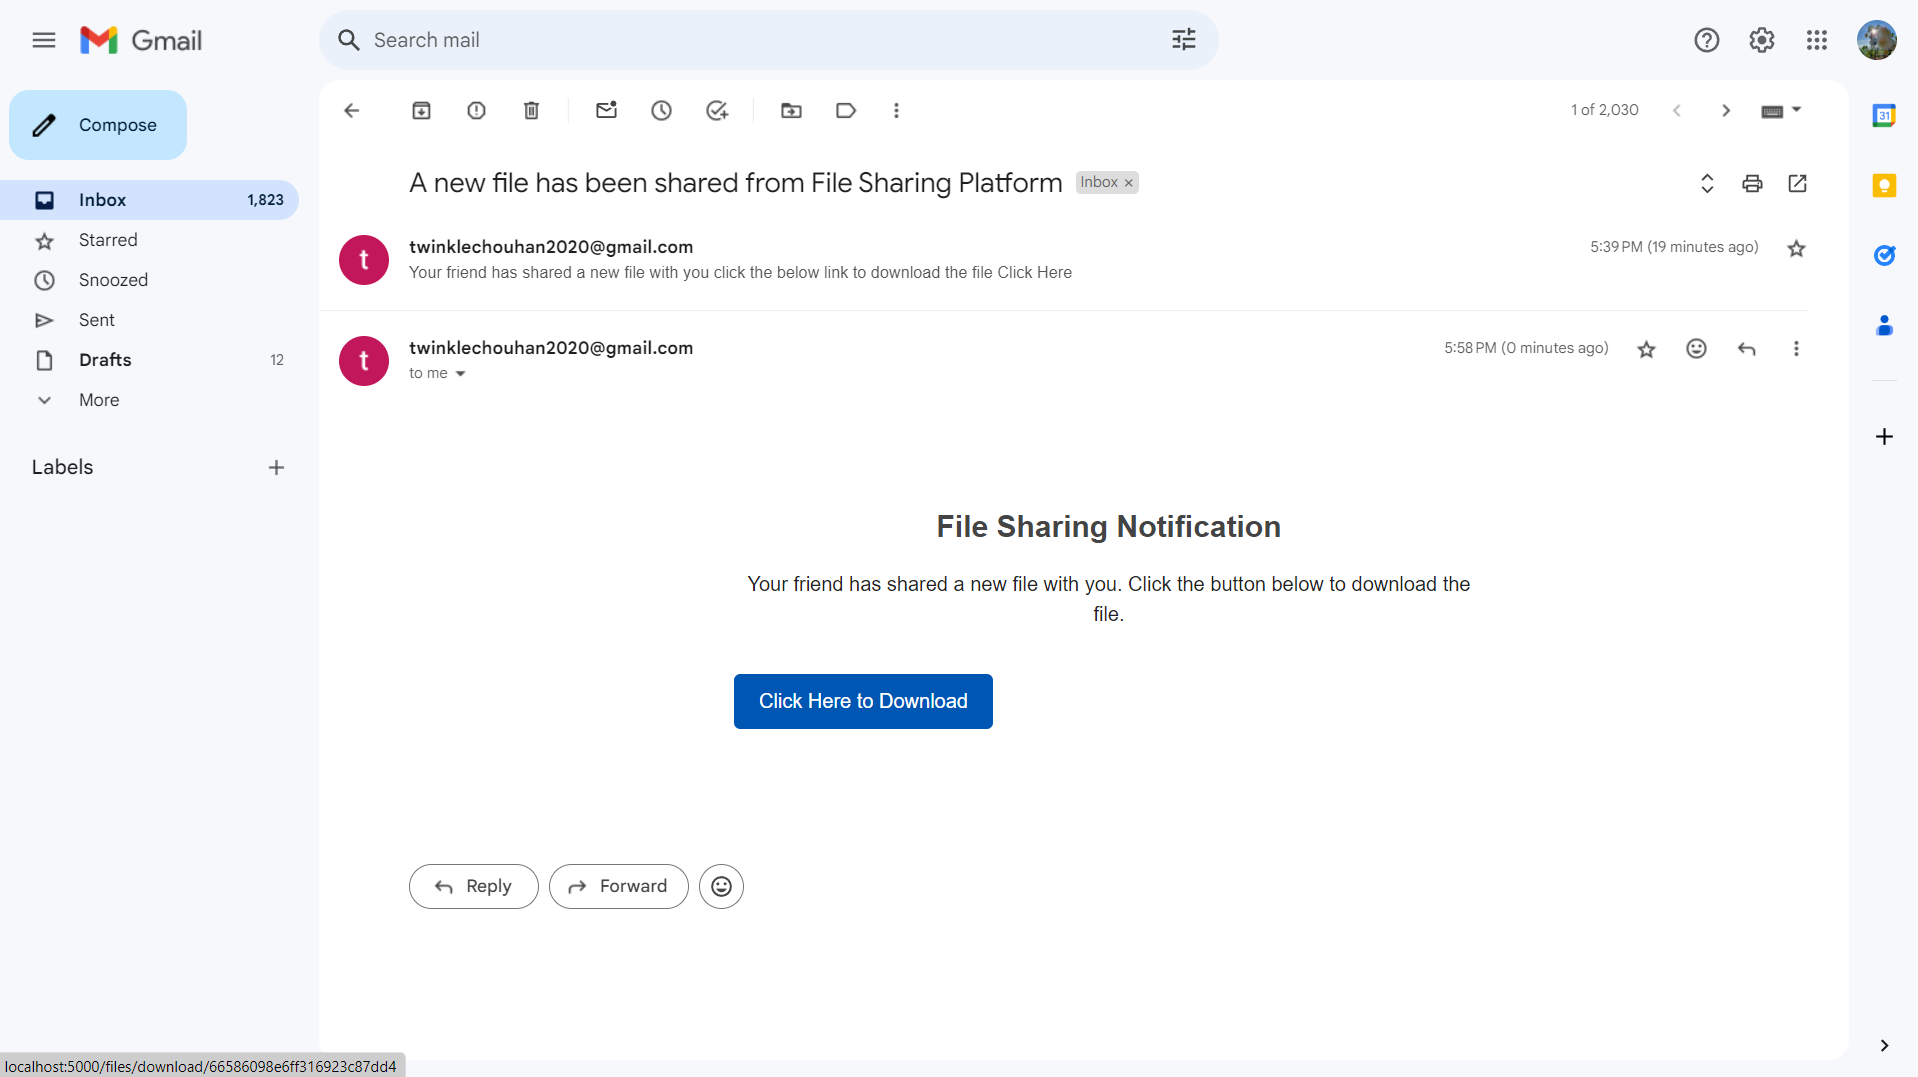 Gmail
Search mail
Compose
1 of 2,030
Inbox 1,823
Starred
Snoozed
Sent
Drafts 12
More
Labels
A new file has been shared from File Sharing Platform Inbox ×
t
twinklechouhan2020@gmail.com 5:39 PM (19 minutes ago)
Your friend has shared a new file with you click the below link to download the file Click Here
t
twinklechouhan2020@gmail.com 5:58 PM (0 minutes ago)
to me
File Sharing Notification
Your friend has shared a new file with you. Click the button below to download the
file.
Click Here to Download
Reply Forward
31
localhost:5000/files/download/66586098e6ff316923c87dd4